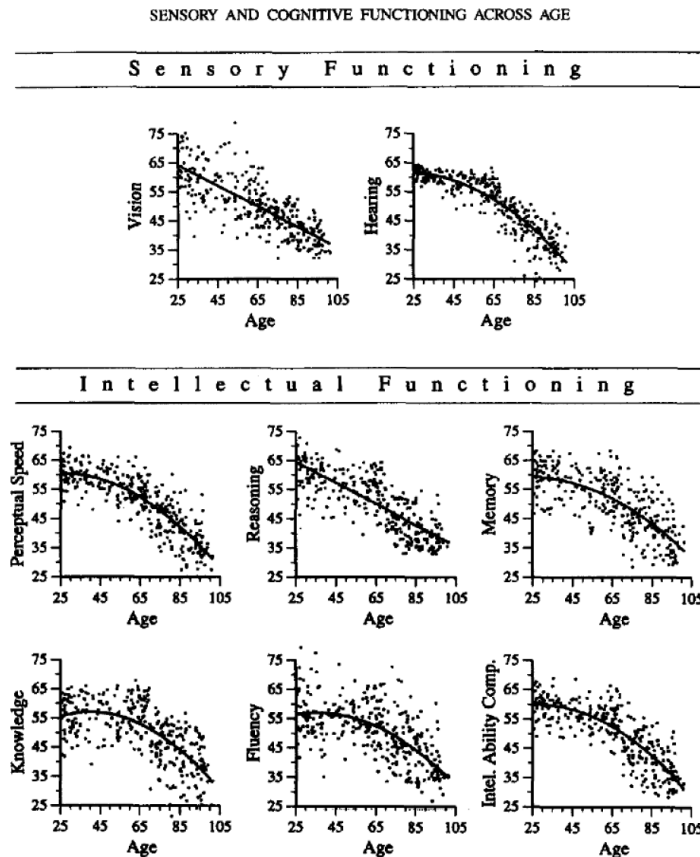 SENSORY AND COGNITIVE FUNCTIONING ACROSS AGE
Sensory Functioning
75
65
55
45
35
25
Vision
25 45 65 85 105
Age
75
65
55
45
35
25
Hearing
25 45 65 85 105
Age
Intellectual Functioning
75
65
55
45
35
25
Perceptual Speed
25 45 65 85 105
Age
75
65
55
45
35
25
Reasoning
25 45 65 85 105
Age
75
65
55
45
35
25
Memory
25 45 65 85 105
Age
75
65
55
45
35
25
Knowledge
25 45 65 85 105
Age
75
65
55
45
35
25
Fluency
25 45 65 85 105
Age
75
65
55
45
35
25
Intel. Ability Comp.
25 45 65 85 105
Age